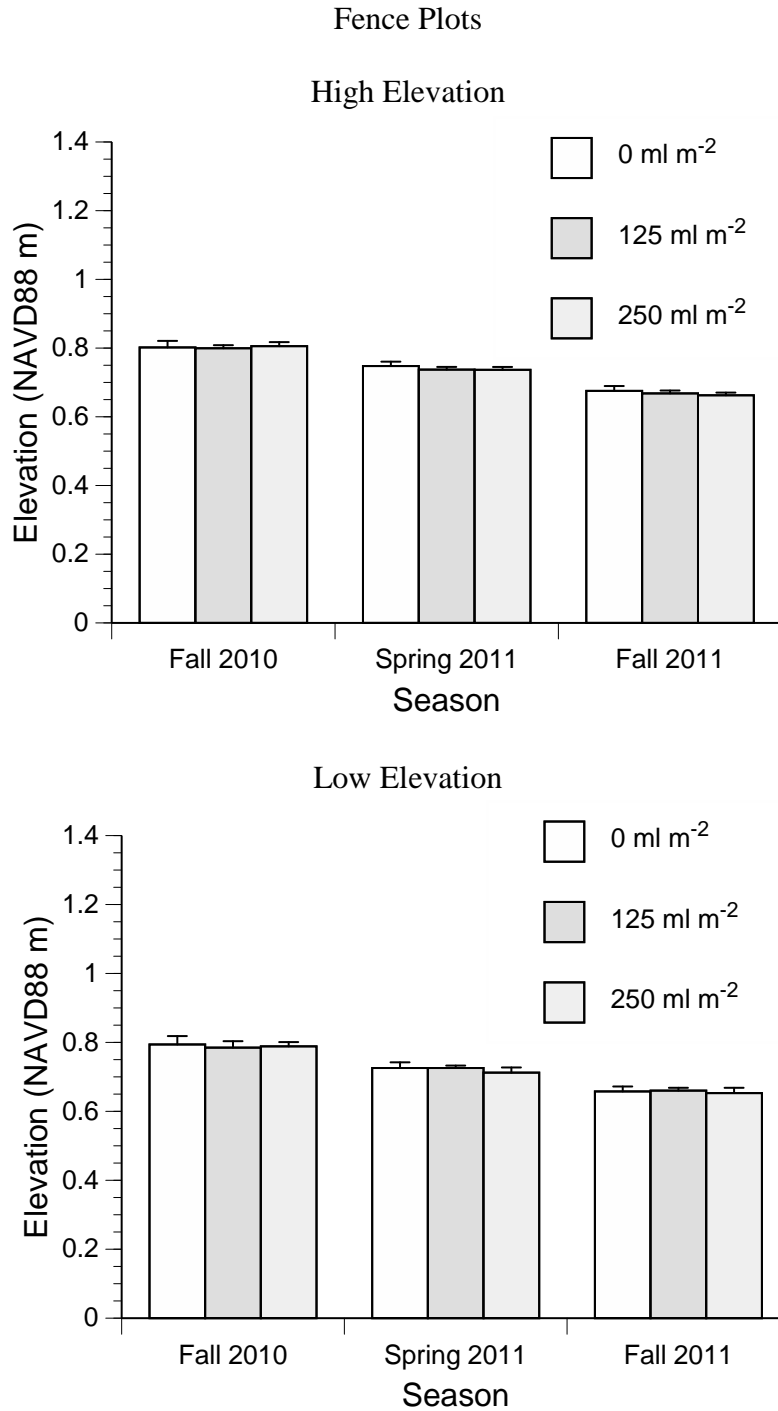 Fence Plots
High Elevation
1.4
1.2
1
0.8
0.6
0.4
0.2
0
Elevation (NAVD88 m)
0 ml m-2
125 ml m-2
250 ml m-2
Fall 2010 Spring 2011 Fall 2011
Season
Low Elevation
1.4
1.2
1
0.8
0.6
0.4
0.2
0
Elevation (NAVD88 m)
0 ml m-2
125 ml m-2
250 ml m-2
Fall 2010 Spring 2011 Fall 2011
Season